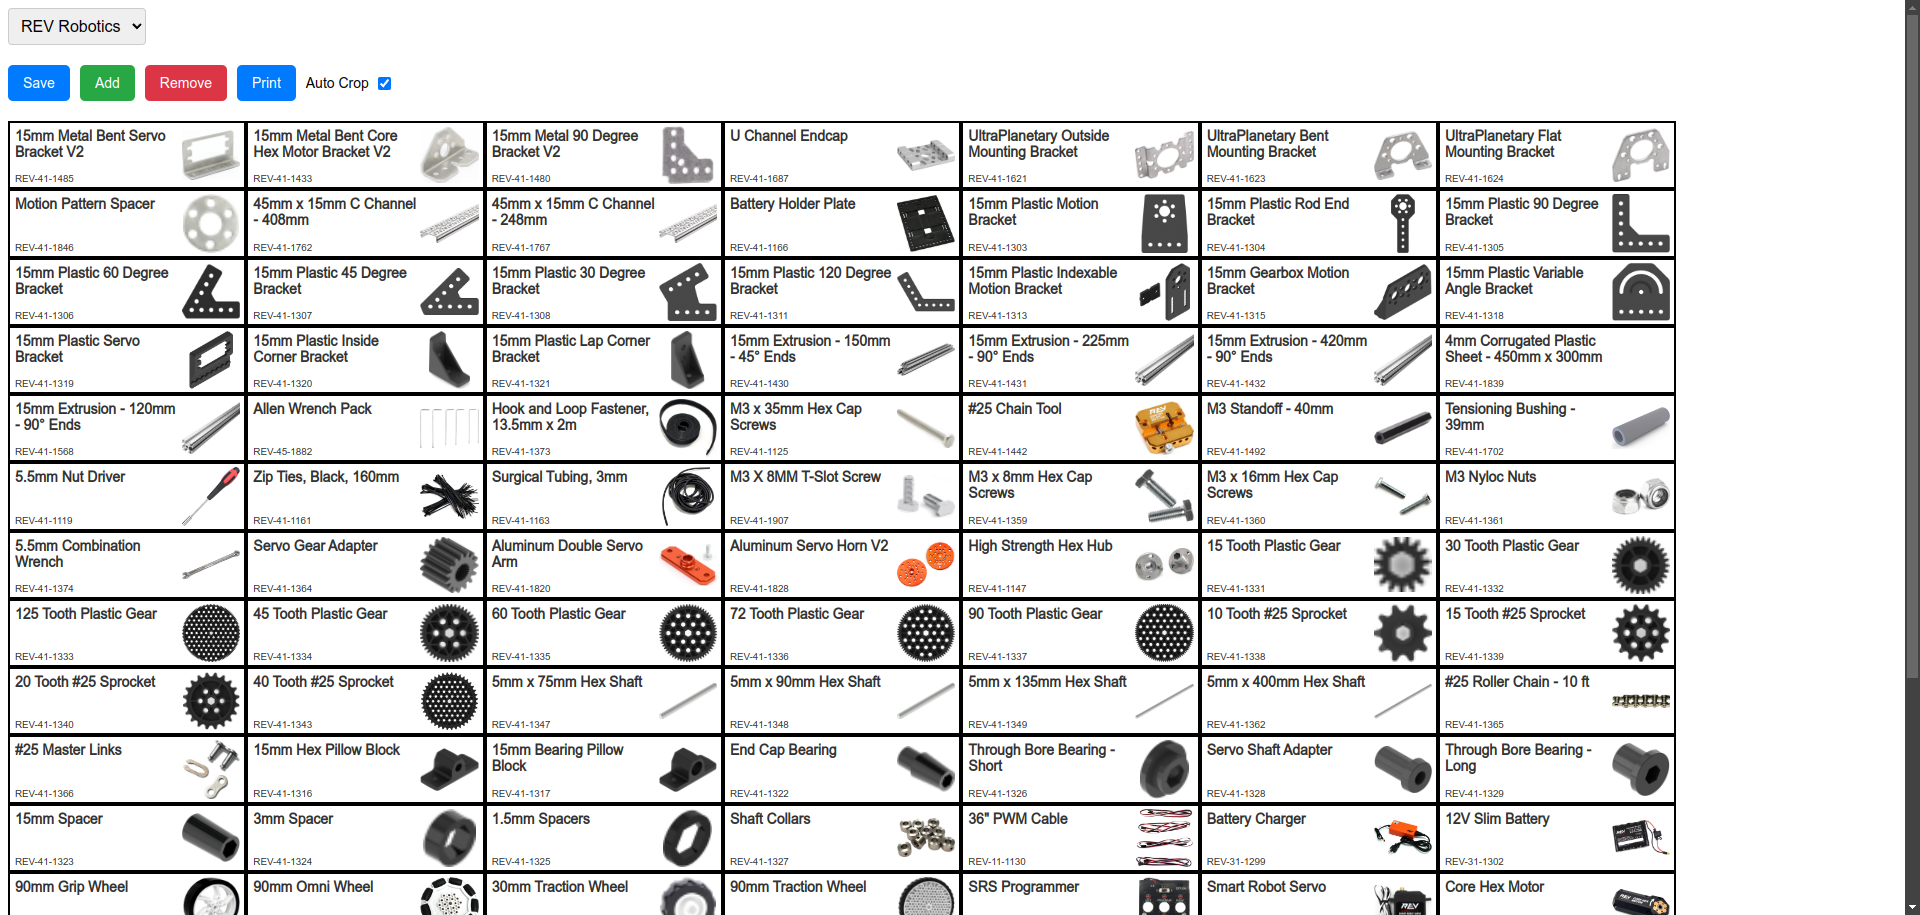 REV Robotics
Save Add Remove Print Auto Crop
15mm Metal Bent Servo
Bracket V2
REV-41-1485
15mm Metal Bent Core
Hex Motor Bracket V2
REV-41-1433
15mm Metal 90 Degree
Bracket V2
REV-41-1480
U Channel Endcap
REV-41-1687
UltraPlanetary Outside
Mounting Bracket
REV-41-1621
UltraPlanetary Bent
Mounting Bracket
REV-41-1623
UltraPlanetary Flat
Mounting Bracket
REV-41-1624
Motion Pattern Spacer
REV-41-1846
45mm x 15mm C Channel
- 408mm
REV-41-1762
45mm x 15mm C Channel
- 248mm
REV-41-1767
Battery Holder Plate
REV-41-1166
15mm Plastic Motion
Bracket
REV-41-1303
15mm Plastic Rod End
Bracket
REV-41-1304
15mm Plastic 90 Degree
Bracket
REV-41-1305
15mm Plastic 60 Degree
Bracket
REV-41-1306
15mm Plastic 45 Degree
Bracket
REV-41-1307
15mm Plastic 30 Degree
Bracket
REV-41-1308
15mm Plastic 120 Degree
Bracket
REV-41-1311
15mm Plastic Indexable
Motion Bracket
REV-41-1313
15mm Gearbox Motion
Bracket
REV-41-1315
15mm Plastic Variable
Angle Bracket
REV-41-1318
15mm Plastic Servo
Bracket
REV-41-1319
15mm Plastic Inside
Corner Bracket
REV-41-1320
15mm Plastic Lap Corner
Bracket
REV-41-1321
15mm Extrusion - 150mm
- 45° Ends
REV-41-1430
15mm Extrusion - 225mm
- 90° Ends
REV-41-1431
15mm Extrusion - 420mm
- 90° Ends
REV-41-1432
4mm Corrugated Plastic
Sheet - 450mm x 300mm
REV-41-1839
15mm Extrusion - 120mm
- 90° Ends
REV-41-1568
Allen Wrench Pack
REV-45-1882
Hook and Loop Fastener,
13.5mm x 2m
REV-41-1373
M3 x 35mm Hex Cap
Screws
REV-41-1125
#25 Chain Tool
REV-41-1442
M3 Standoff - 40mm
REV-41-1492
Tensioning Bushing -
39mm
REV-41-1702
5.5mm Nut Driver
REV-41-1119
Zip Ties, Black, 160mm
REV-41-1161
Surgical Tubing, 3mm
REV-41-1163
M3 X 8MM T-Slot Screw
REV-41-1907
M3 x 8mm Hex Cap
Screws
REV-41-1359
M3 x 16mm Hex Cap
Screws
REV-41-1360
M3 Nyloc Nuts
REV-41-1361
5.5mm Combination
Wrench
REV-41-1374
Servo Gear Adapter
REV-41-1364
Aluminum Double Servo
Arm
REV-41-1820
Aluminum Servo Horn V2
REV-41-1828
High Strength Hex Hub
REV-41-1147
15 Tooth Plastic Gear
REV-41-1331
30 Tooth Plastic Gear
REV-41-1332
125 Tooth Plastic Gear
REV-41-1333
45 Tooth Plastic Gear
REV-41-1334
60 Tooth Plastic Gear
REV-41-1335
72 Tooth Plastic Gear
REV-41-1336
90 Tooth Plastic Gear
REV-41-1337
10 Tooth #25 Sprocket
REV-41-1338
15 Tooth #25 Sprocket
REV-41-1339
20 Tooth #25 Sprocket
REV-41-1340
40 Tooth #25 Sprocket
REV-41-1343
5mm x 75mm Hex Shaft
REV-41-1347
5mm x 90mm Hex Shaft
REV-41-1348
5mm x 135mm Hex Shaft
REV-41-1349
5mm x 400mm Hex Shaft
REV-41-1362
#25 Roller Chain - 10 ft
REV-41-1365
#25 Master Links
REV-41-1366
15mm Hex Pillow Block
REV-41-1316
15mm Bearing Pillow
Block
REV-41-1317
End Cap Bearing
REV-41-1322
Through Bore Bearing -
Short
REV-41-1326
Servo Shaft Adapter
REV-41-1328
Through Bore Bearing -
Long
REV-41-1329
15mm Spacer
REV-41-1323
3mm Spacer
REV-41-1324
1.5mm Spacers
REV-41-1325
Shaft Collars
REV-41-1327
36" PWM Cable
REV-11-1130
Battery Charger
REV-31-1299
12V Slim Battery
REV-31-1302
90mm Grip Wheel
90mm Omni Wheel
30mm Traction Wheel
90mm Traction Wheel
SRS Programmer
Smart Robot Servo
Core Hex Motor